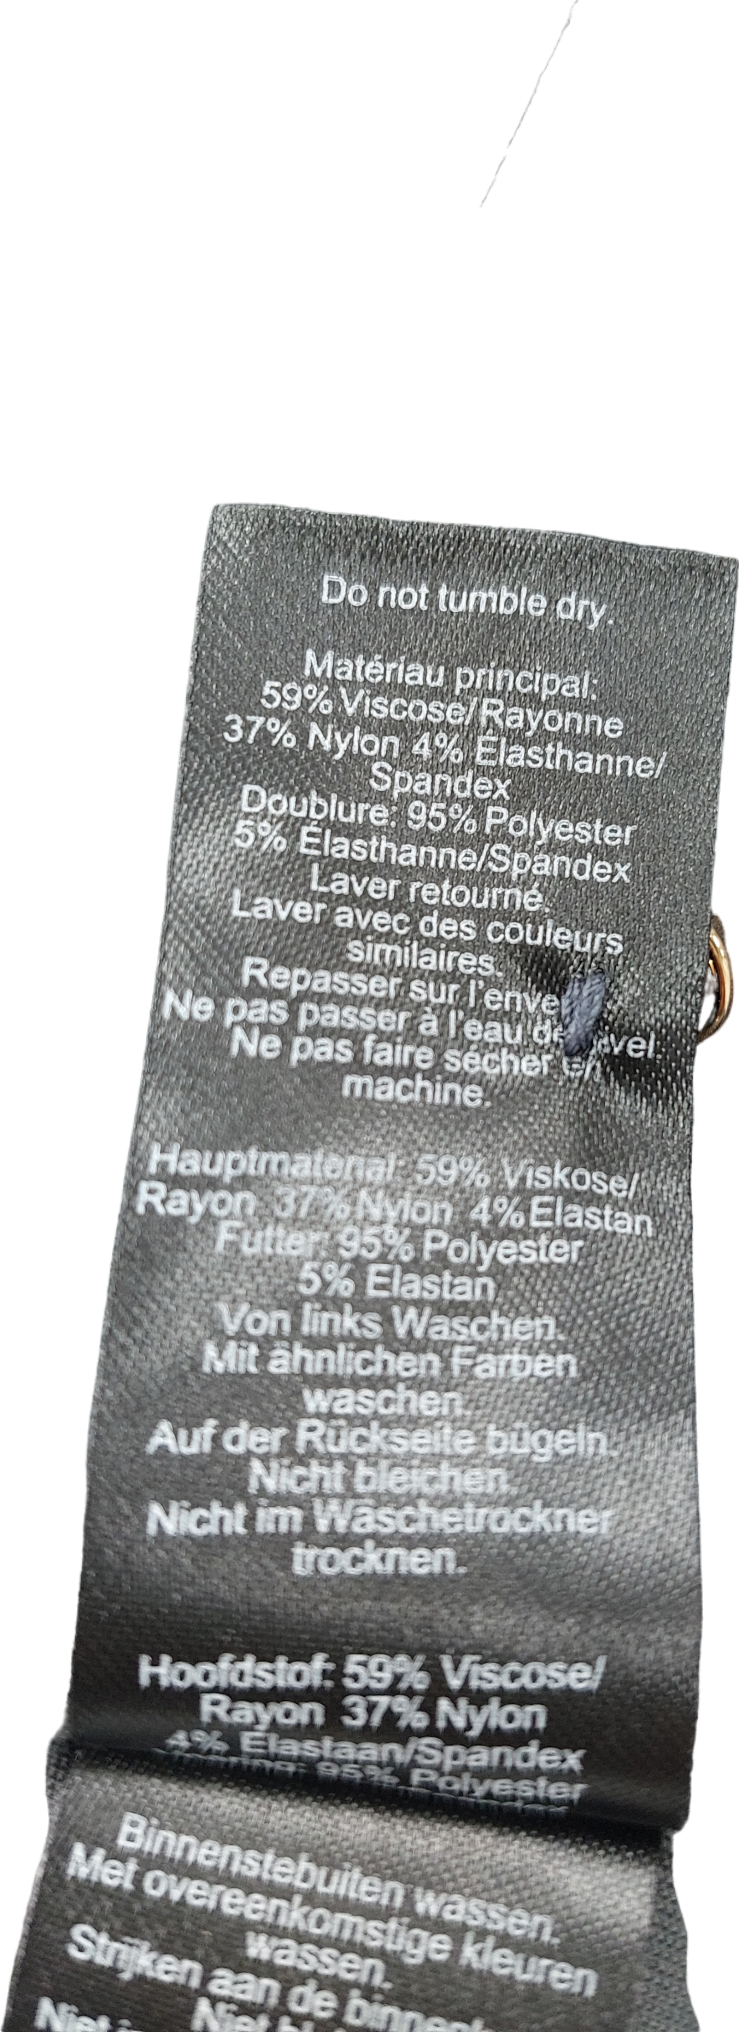 Do not tumble dry.
Matériau principal:
59% Viscose/Rayonne
37% Nylon 4% Élasthanne/
Spandex
Doublure: 95% Polyester
5% Élasthanne/Spandex
Laver retourné.
Laver avec des couleurs
similaires.
Repasser sur
Ne pas passer à l'eau
Ne pas faire sécher en
machine.
Hauptmaterial: 59% Viskose/
Rayon 37% Nylon 4% Elastan
Futter: 95% Polyester
5% Elastan
Von links Waschen.
Mit ähnlichen Farben
waschen.
Auf der Rückseite bügeln.
Nicht bleichen.
Nicht im Wäschetrockner
trocknen.
Hoofdstof: 59% Viscose/
Rayon 37% Nylon
4% Elastaan/Spandex
95% Polyester
Binnenstebuiten wassen.
Met overeenkomstige kleuren
wassen.
Strijken aan de
Niet